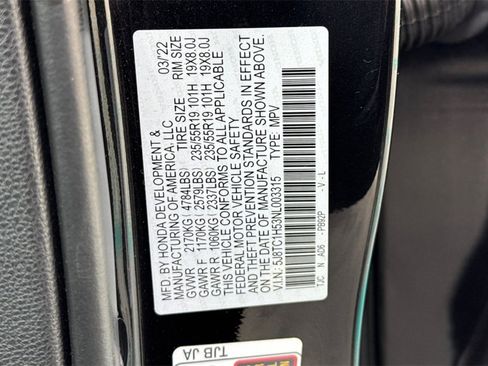 MFD. BY HONDA DEVELOPMENT & 03/22
MANUFACTURING OF AMERICA, LLC
TIRE SIZE RIM SIZE
GVWR 2170KG (4784LBS)
GAWR F 1170KG (2579LBS) 235/55R19 101H 19X8.0J
GAWR R 1060KG (2337LBS) 235/55R19 101H 19X8.0J
THIS VEHICLE CONFORMS TO ALL APPLICABLE
FEDERAL MOTOR VEHICLE SAFETY
AND THEFT PREVENTION STANDARDS IN EFFECT
ON THE DATE OF MANUFACTURE SHOWN ABOVE.
V.I.N.: 5J8TC1H53NL003315 TYPE: MPV
TJC N AO6 - PB92P - V - L
TJB JA